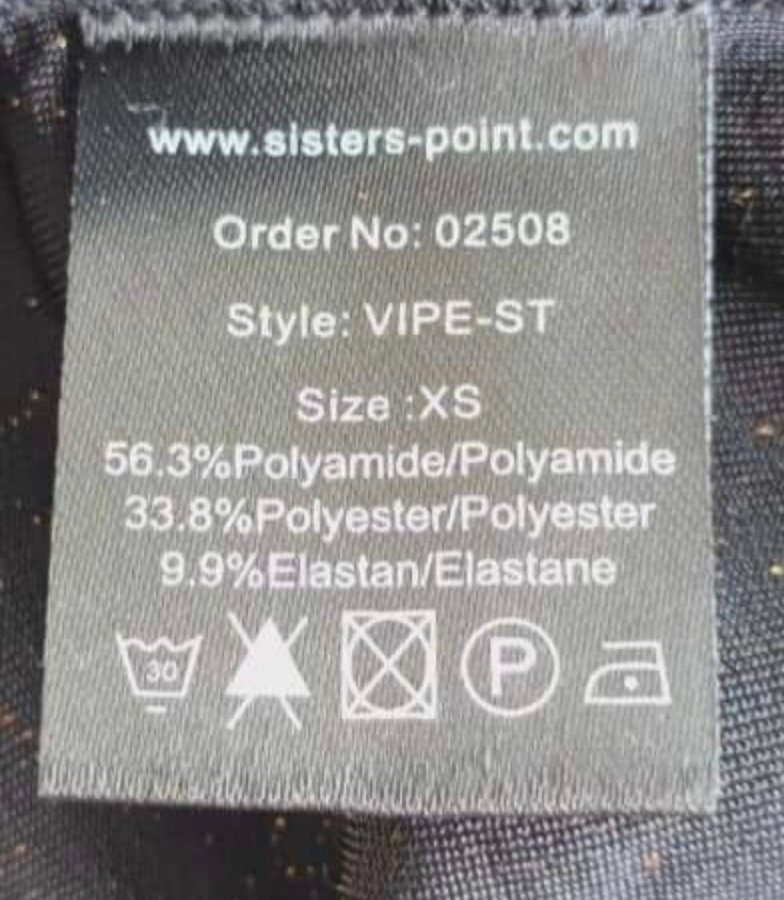 www.sisters-point.com
Order No: 02508
Style: VIPE-ST
Size :XS
56.3%Polyamide/Polyamide
33.8%Polyester/Polyester
9.9%Elastan/Elastane
30 P